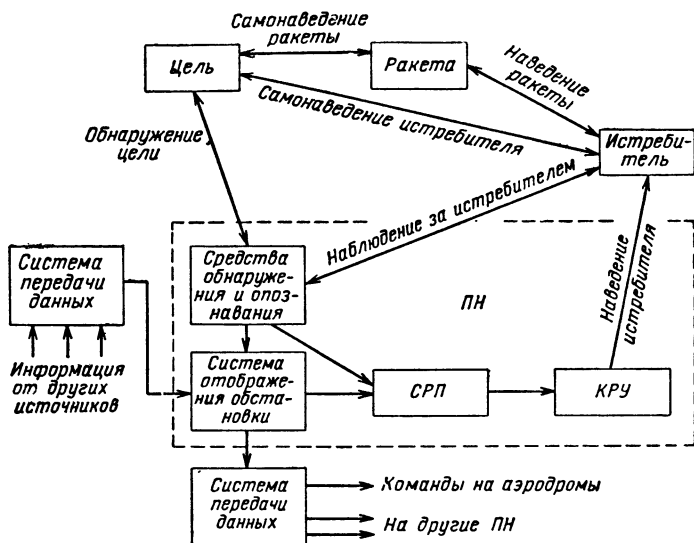 Самонаведение
ракеты
Цель
Ракета
Наведение
ракеты
Самонаведение истребителя
Обнаружение
цели
Истреби-
тель
Наблюдение за истребителем
Наведение
истребителя
Система
передачи
данных
Средства
обнаруже-
ния и опоз-
навания
ПН
Информация
от других
источников
Система
отображе-
ния обста-
новки
СРП
КРУ
Система
передачи
данных
Команды на аэродромы
На другие ПН